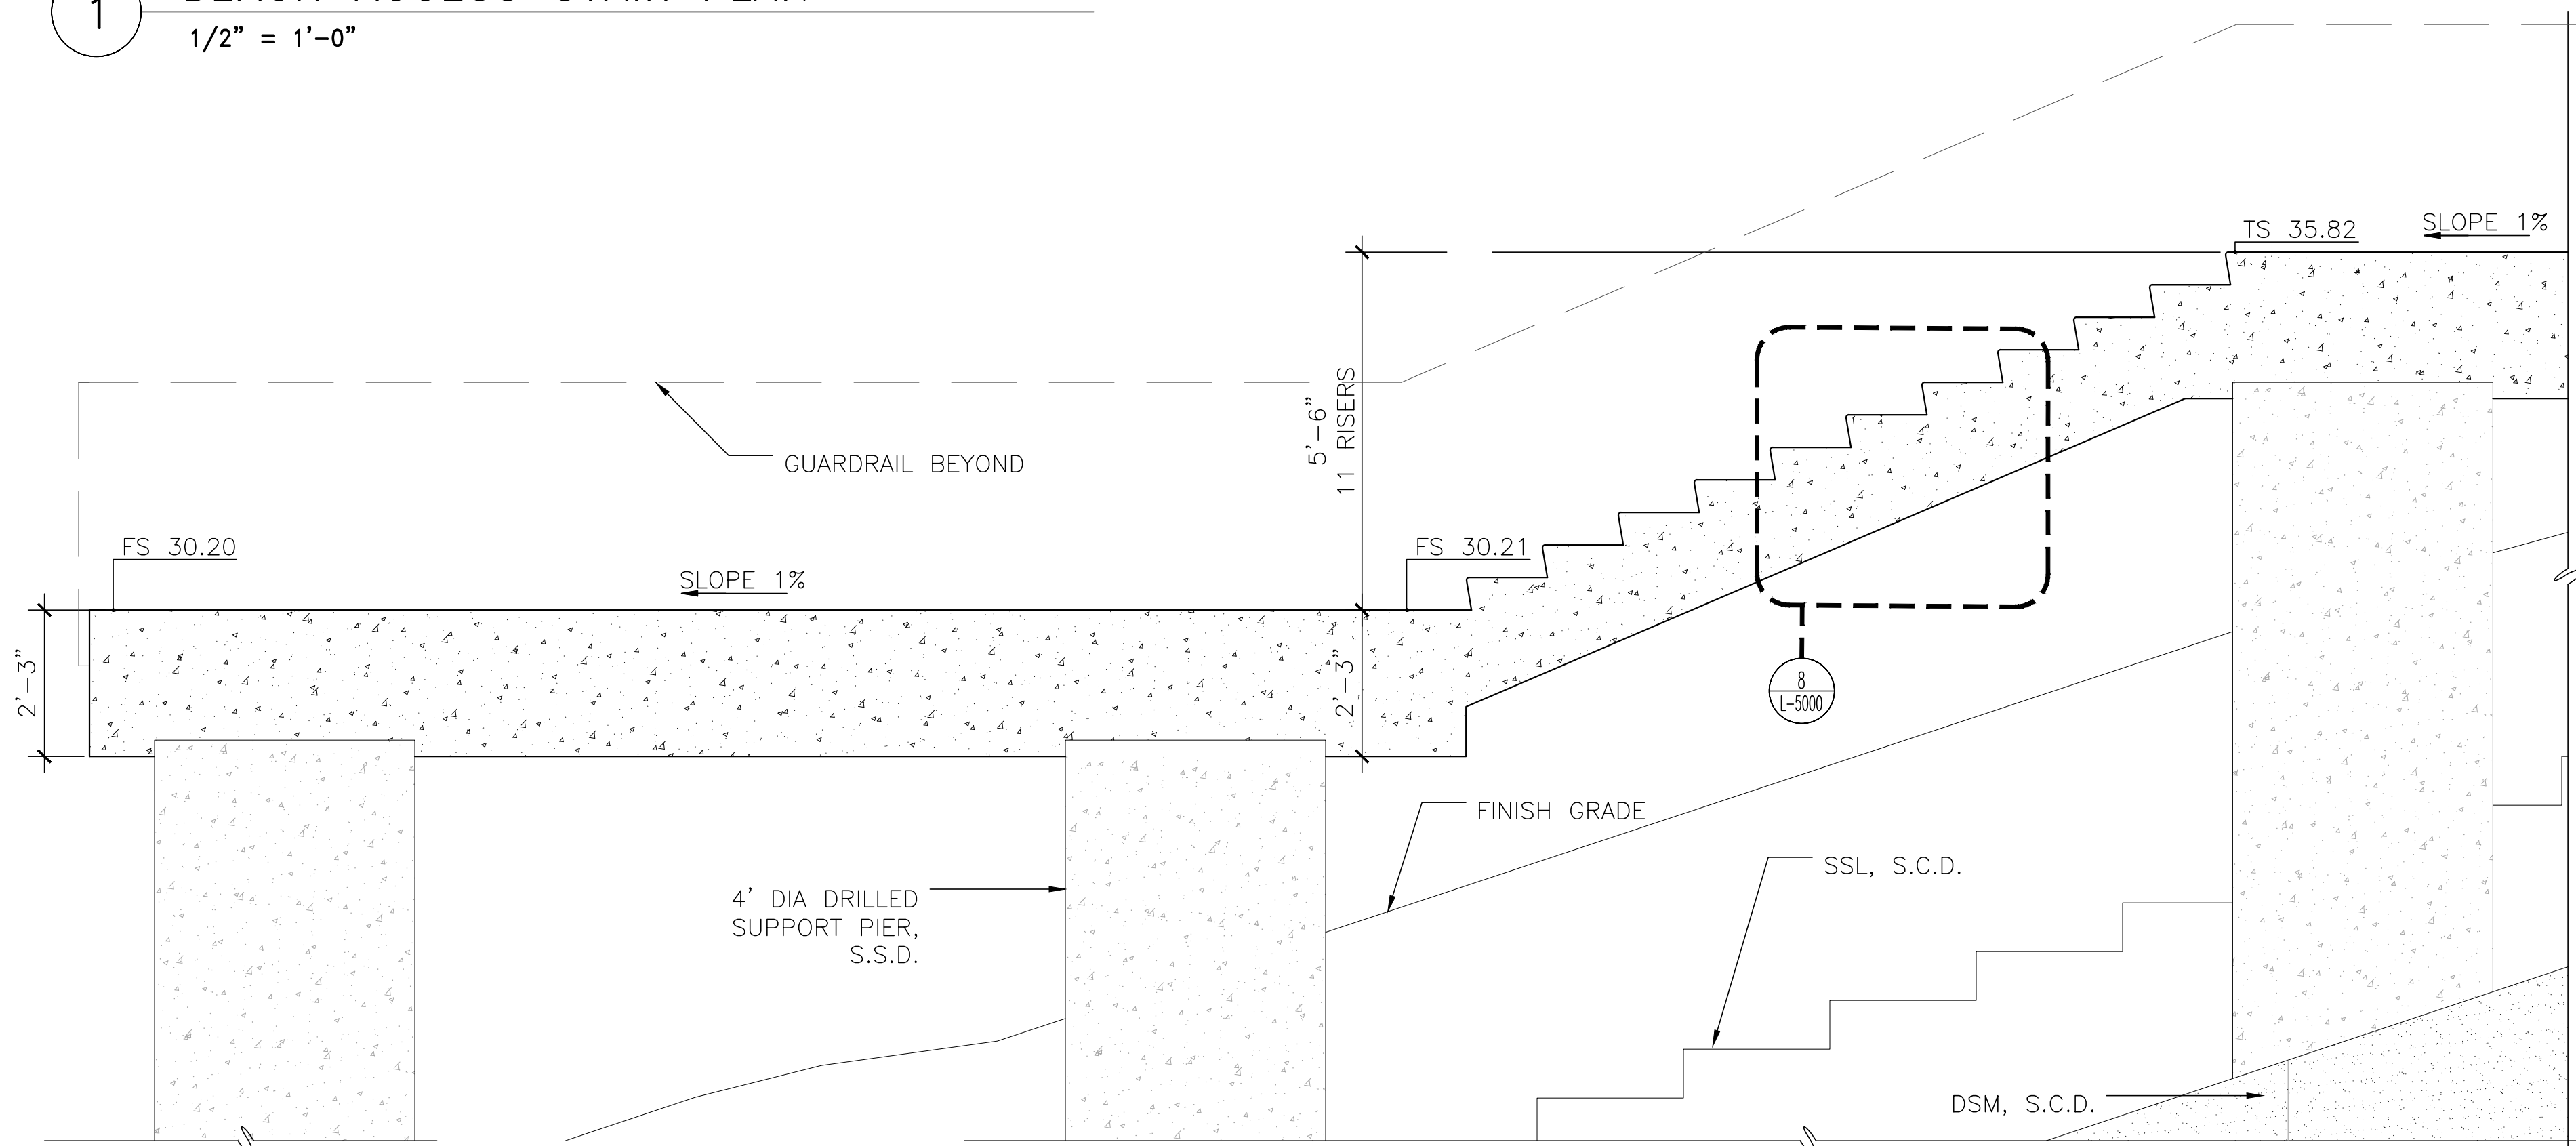 1
1/2" = 1'-0"
TS 35.82
SLOPE 1%
5'-6"
11 RISERS
GUARDRAIL BEYOND
FS 30.20
SLOPE 1%
FS 30.21
2'-3"
2'-3"
8
L-5000
FINISH GRADE
SSL, S.C.D.
4' DIA DRILLED
SUPPORT PIER,
S.S.D.
DSM, S.C.D.